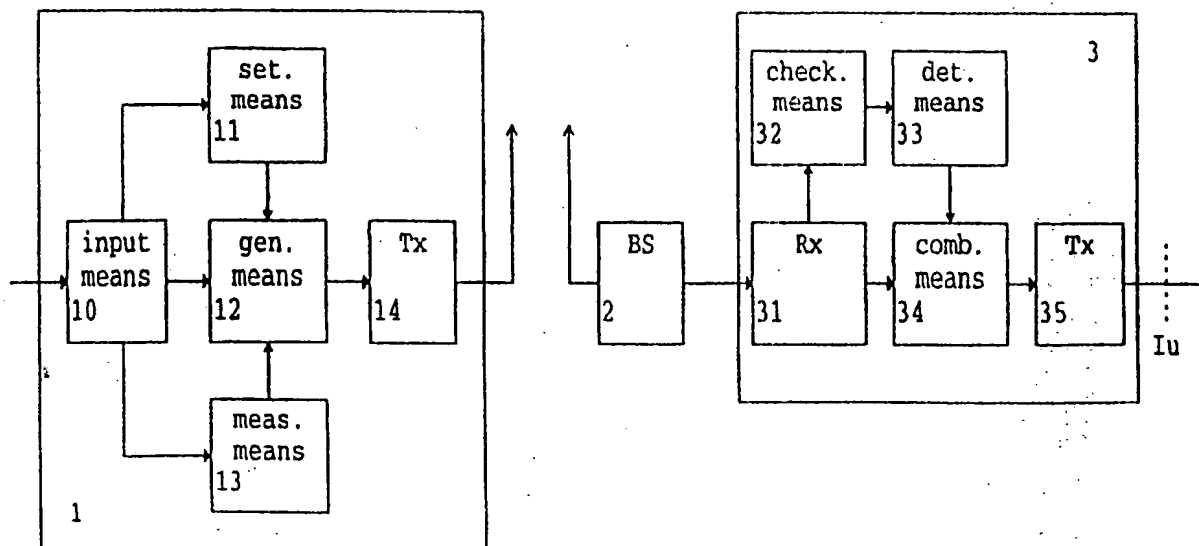 set.
means
11
input
means
10
gen.
means
12
Tx
14
meas.
means
13
1
BS
2
3
check.
means
32
det.
means
33
Rx
31
comb.
means
34
Tx
35
Iu